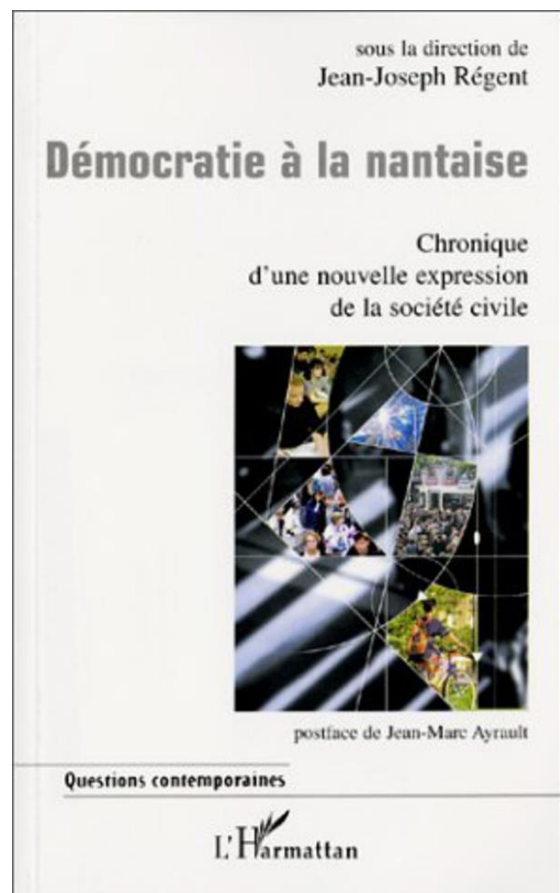 sous la direction de
Jean-Joseph Régent
Démocratie à la nantaise
Chronique
d'une nouvelle expression
de la société civile
postface de Jean-Marc Ayrault
Questions contemporaines
L'Harmattan